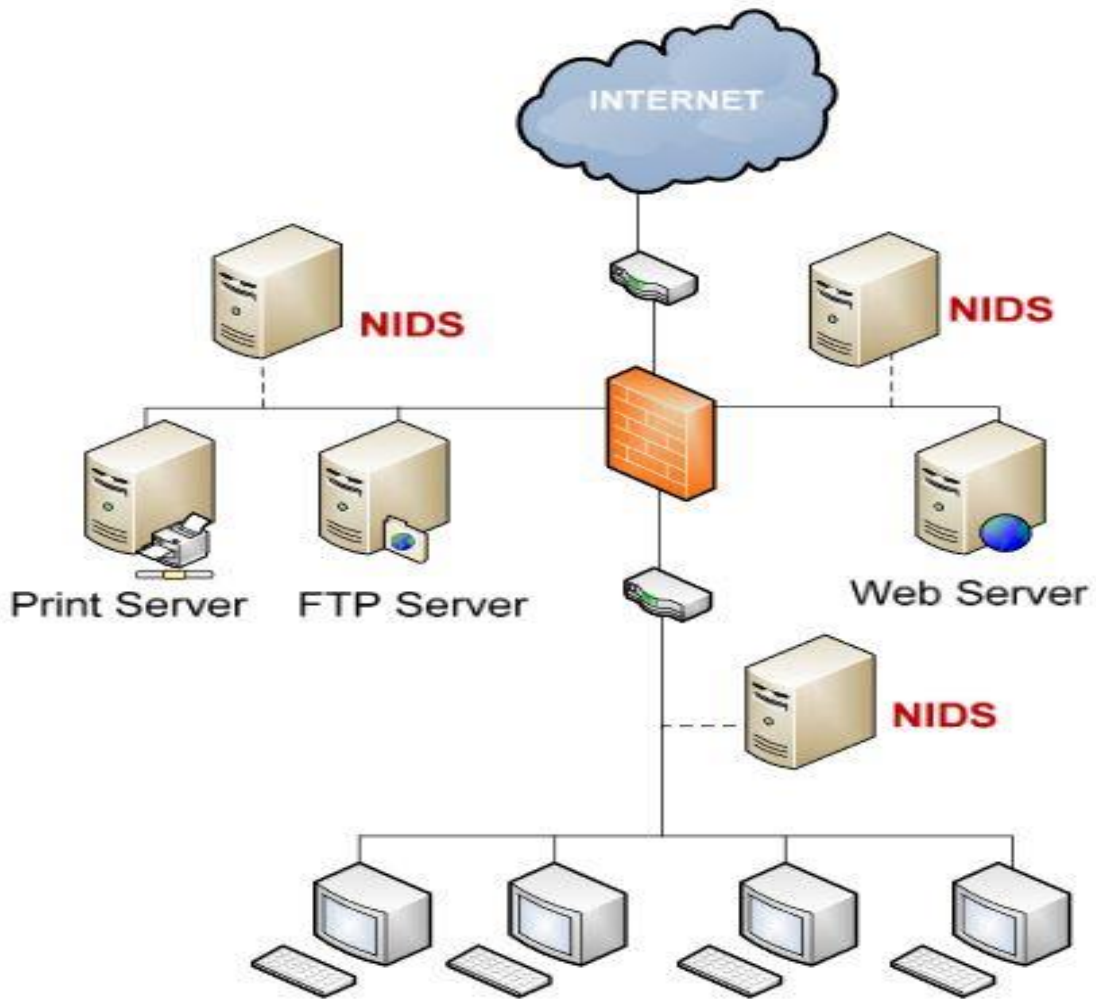 INTERNET
NIDS
NIDS
Print Server
FTP Server
Web Server
NIDS